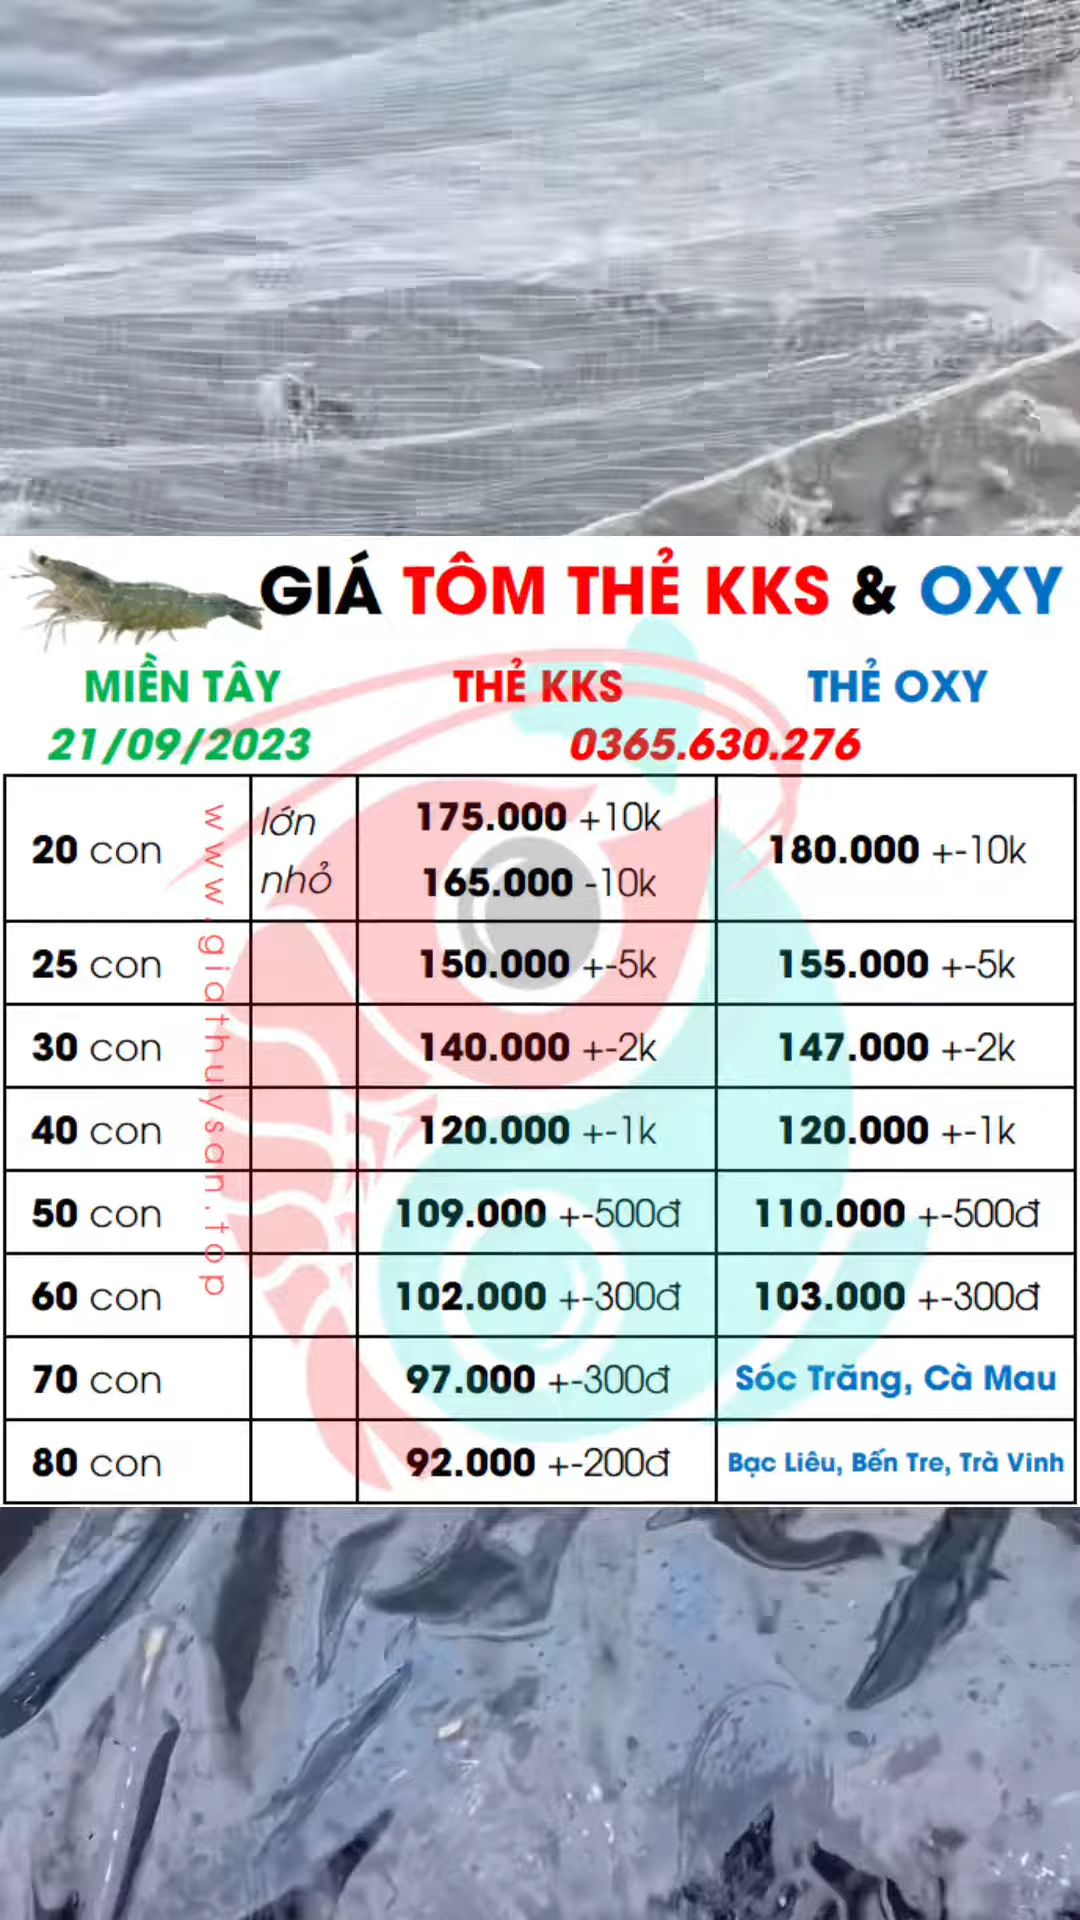 GIÁ TÔM THẺ KKS & OXY
MIỀN TÂY THẺ KKS THẺ OXY
21/09/2023 0365.630.276
20 con lớn 175.000 +10k 180.000 +-10k
nhỏ 165.000 -10k
25 con 150.000 +-5k 155.000 +-5k
30 con 140.000 +-2k 147.000 +-2k
40 con 120.000 +-1k 120.000 +-1k
50 con 109.000 +-500đ 110.000 +-500đ
60 con 102.000 +-300đ 103.000 +-300đ
70 con 97.000 +-300đ Sóc Trăng, Cà Mau
80 con 92.000 +-200đ Bạc Liêu, Bến Tre, Trà Vinh
www.giathuysan.top